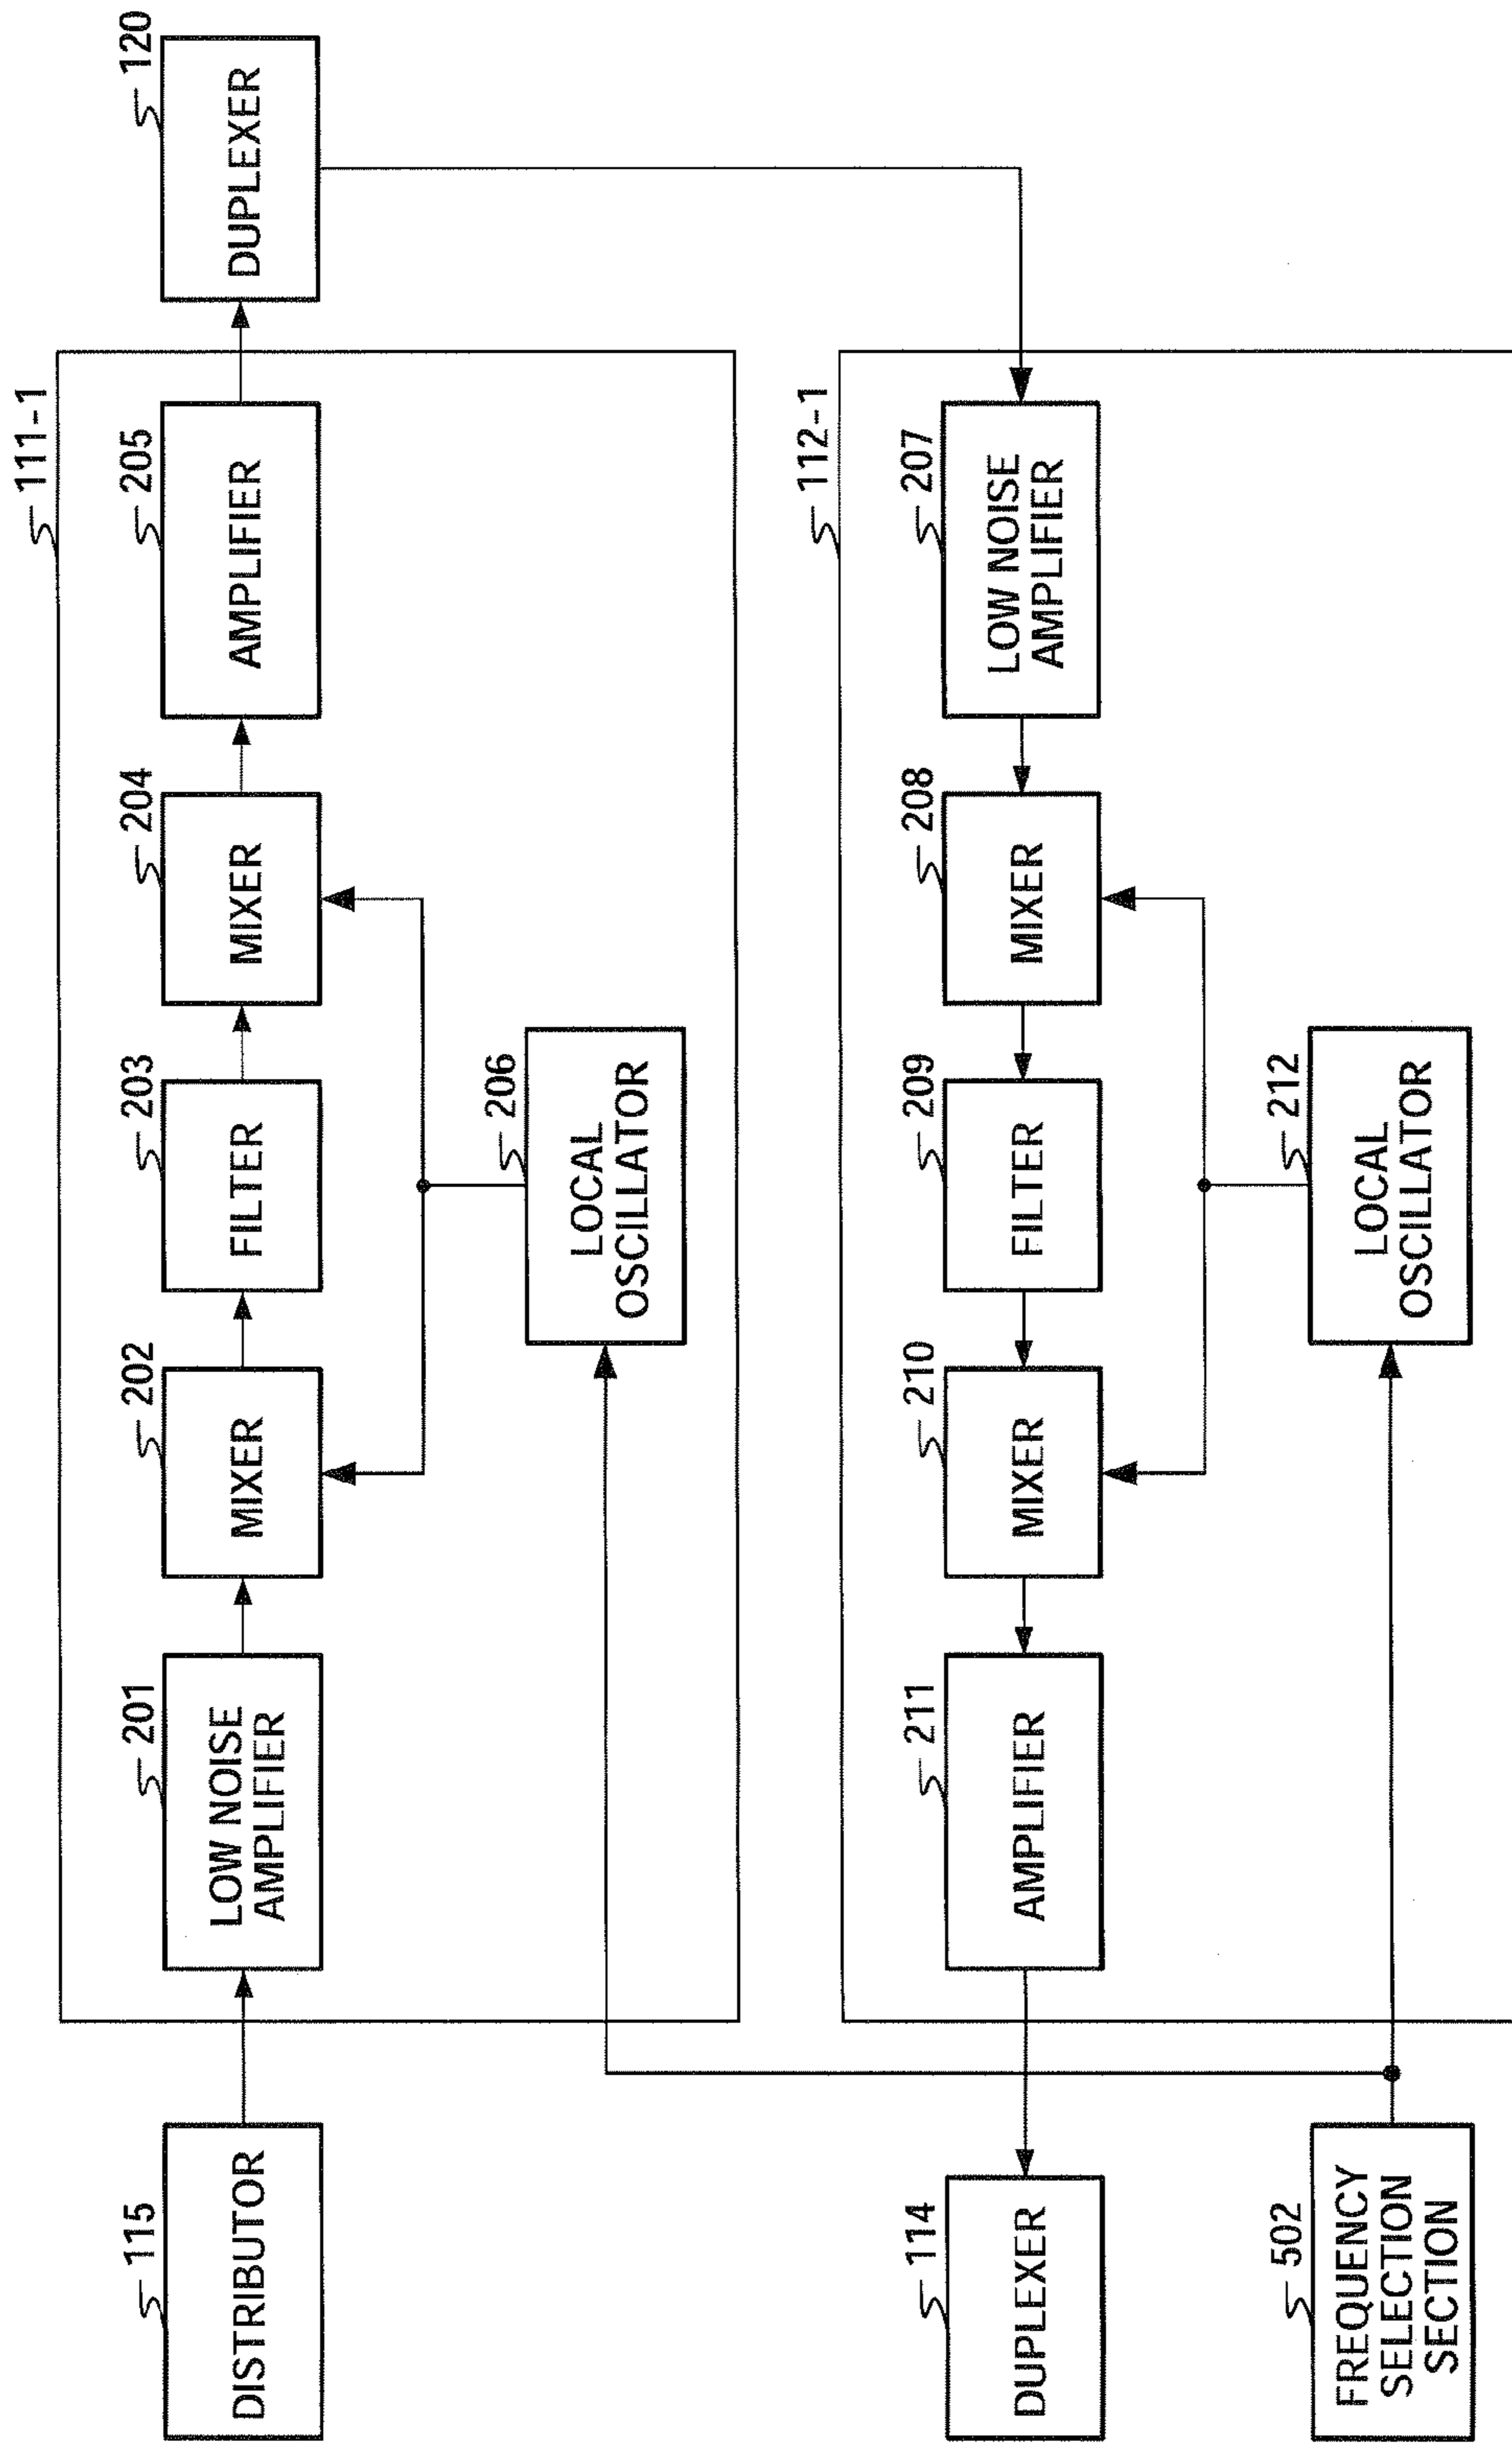 111-1
115
DISTRIBUTOR
201
LOW NOISE
AMPLIFIER
202
MIXER
203
FILTER
204
MIXER
205
AMPLIFIER
120
DUPLEXER
206
LOCAL
OSCILLATOR
112-1
114
DUPLEXER
211
AMPLIFIER
210
MIXER
209
FILTER
208
MIXER
207
LOW NOISE
AMPLIFIER
502
FREQUENCY
SELECTION
SECTION
212
LOCAL
OSCILLATOR